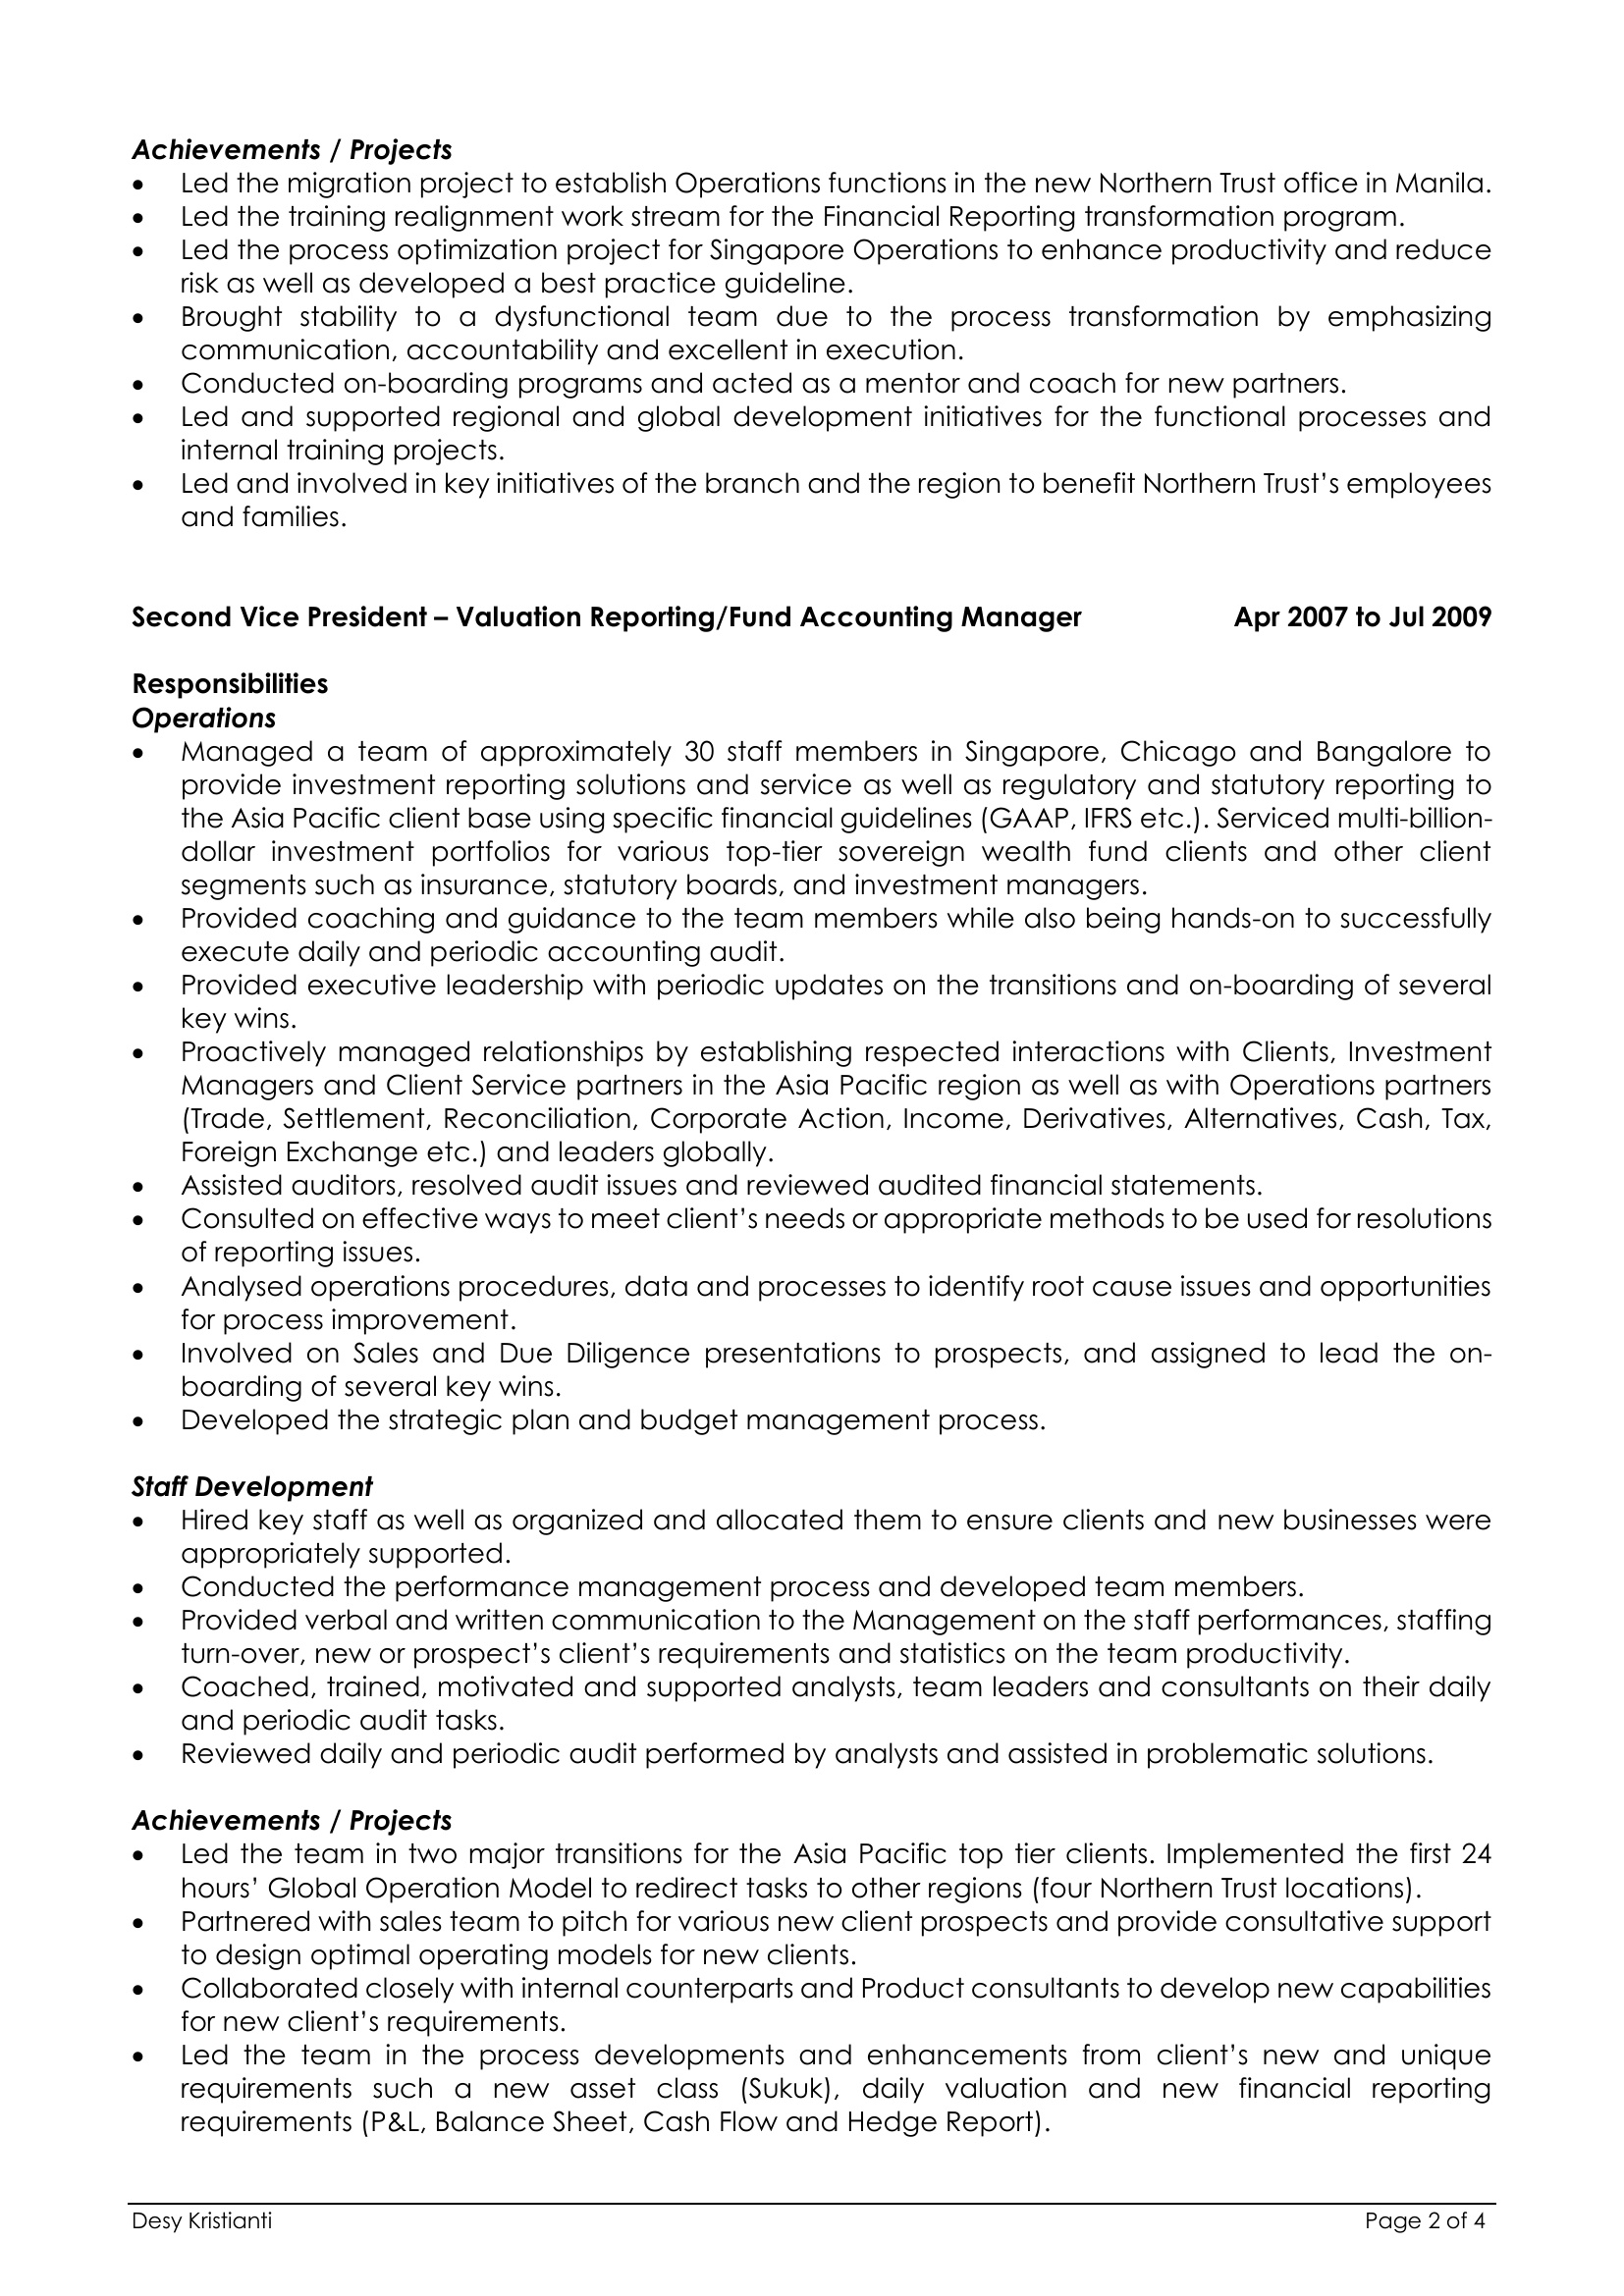 Achievements / Projects
• Led the migration project to establish Operations functions in the new Northern Trust office in Manila.
• Led the training realignment work stream for the Financial Reporting transformation program.
• Led the process optimization project for Singapore Operations to enhance productivity and reduce
risk as well as developed a best practice guideline.
• Brought stability to a dysfunctional team due to the process transformation by emphasizing
communication, accountability and excellent in execution.
• Conducted on-boarding programs and acted as a mentor and coach for new partners.
• Led and supported regional and global development initiatives for the functional processes and
internal training projects.
• Led and involved in key initiatives of the branch and the region to benefit Northern Trust’s employees
and families.
Second Vice President – Valuation Reporting/Fund Accounting Manager Apr 2007 to Jul 2009
Responsibilities
Operations
• Managed a team of approximately 30 staff members in Singapore, Chicago and Bangalore to
provide investment reporting solutions and service as well as regulatory and statutory reporting to
the Asia Pacific client base using specific financial guidelines (GAAP, IFRS etc.). Serviced multi-billion-
dollar investment portfolios for various top-tier sovereign wealth fund clients and other client
segments such as insurance, statutory boards, and investment managers.
• Provided coaching and guidance to the team members while also being hands-on to successfully
execute daily and periodic accounting audit.
• Provided executive leadership with periodic updates on the transitions and on-boarding of several
key wins.
• Proactively managed relationships by establishing respected interactions with Clients, Investment
Managers and Client Service partners in the Asia Pacific region as well as with Operations partners
(Trade, Settlement, Reconciliation, Corporate Action, Income, Derivatives, Alternatives, Cash, Tax,
Foreign Exchange etc.) and leaders globally.
• Assisted auditors, resolved audit issues and reviewed audited financial statements.
• Consulted on effective ways to meet client’s needs or appropriate methods to be used for resolutions
of reporting issues.
• Analysed operations procedures, data and processes to identify root cause issues and opportunities
for process improvement.
• Involved on Sales and Due Diligence presentations to prospects, and assigned to lead the on-
boarding of several key wins.
• Developed the strategic plan and budget management process.
Staff Development
• Hired key staff as well as organized and allocated them to ensure clients and new businesses were
appropriately supported.
• Conducted the performance management process and developed team members.
• Provided verbal and written communication to the Management on the staff performances, staffing
turn-over, new or prospect’s client’s requirements and statistics on the team productivity.
• Coached, trained, motivated and supported analysts, team leaders and consultants on their daily
and periodic audit tasks.
• Reviewed daily and periodic audit performed by analysts and assisted in problematic solutions.
Achievements / Projects
• Led the team in two major transitions for the Asia Pacific top tier clients. Implemented the first 24
hours’ Global Operation Model to redirect tasks to other regions (four Northern Trust locations).
• Partnered with sales team to pitch for various new client prospects and provide consultative support
to design optimal operating models for new clients.
• Collaborated closely with internal counterparts and Product consultants to develop new capabilities
for new client’s requirements.
• Led the team in the process developments and enhancements from client’s new and unique
requirements such a new asset class (Sukuk), daily valuation and new financial reporting
requirements (P&L, Balance Sheet, Cash Flow and Hedge Report).
Desy Kristianti Page 2 of 4